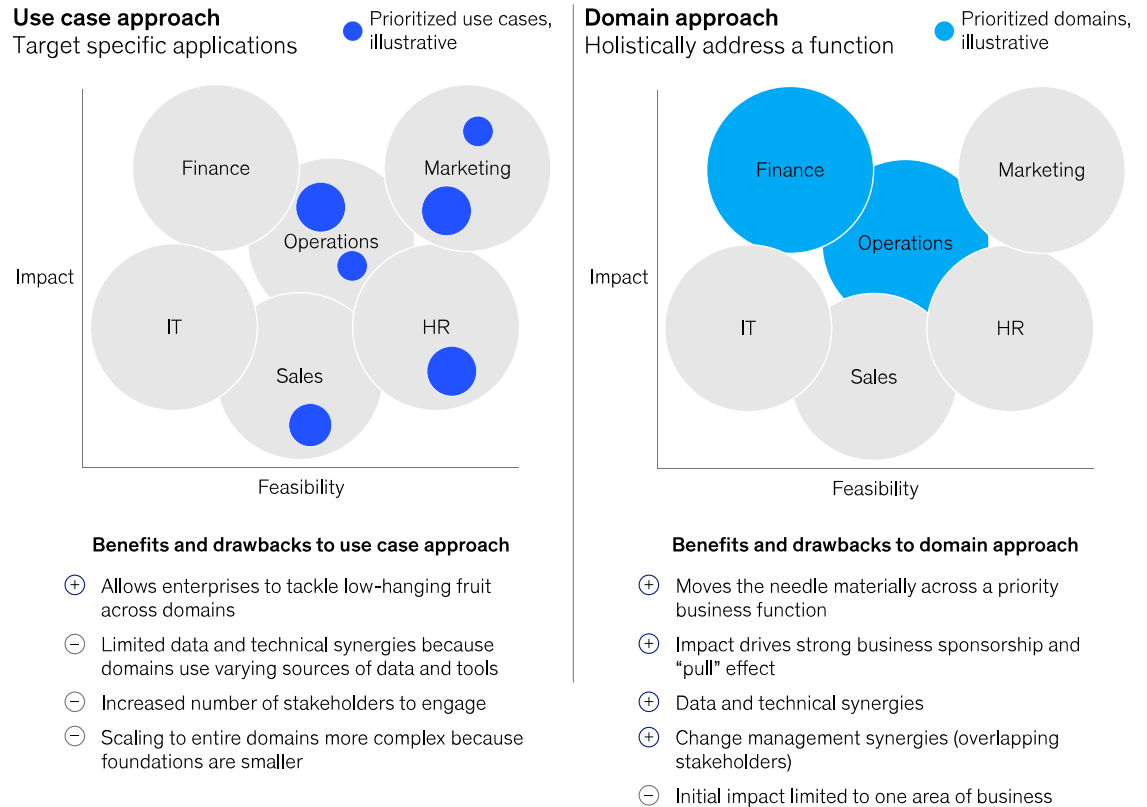 Use case approach
Target specific applications
Prioritized use cases,
illustrative
Finance
Marketing
Operations
Impact
IT
HR
Sales
Feasibility
Benefits and drawbacks to use case approach
Allows enterprises to tackle low-hanging fruit
across domains
Limited data and technical synergies because
domains use varying sources of data and tools
Increased number of stakeholders to engage
Scaling to entire domains more complex because
foundations are smaller
Domain approach
Holistically address a function
Prioritized domains,
illustrative
Finance
Marketing
Operations
Impact
IT
HR
Sales
Feasibility
Benefits and drawbacks to domain approach
Moves the needle materially across a priority
business function
Impact drives strong business sponsorship and
“pull” effect
Data and technical synergies
Change management synergies (overlapping
stakeholders)
Initial impact limited to one area of business